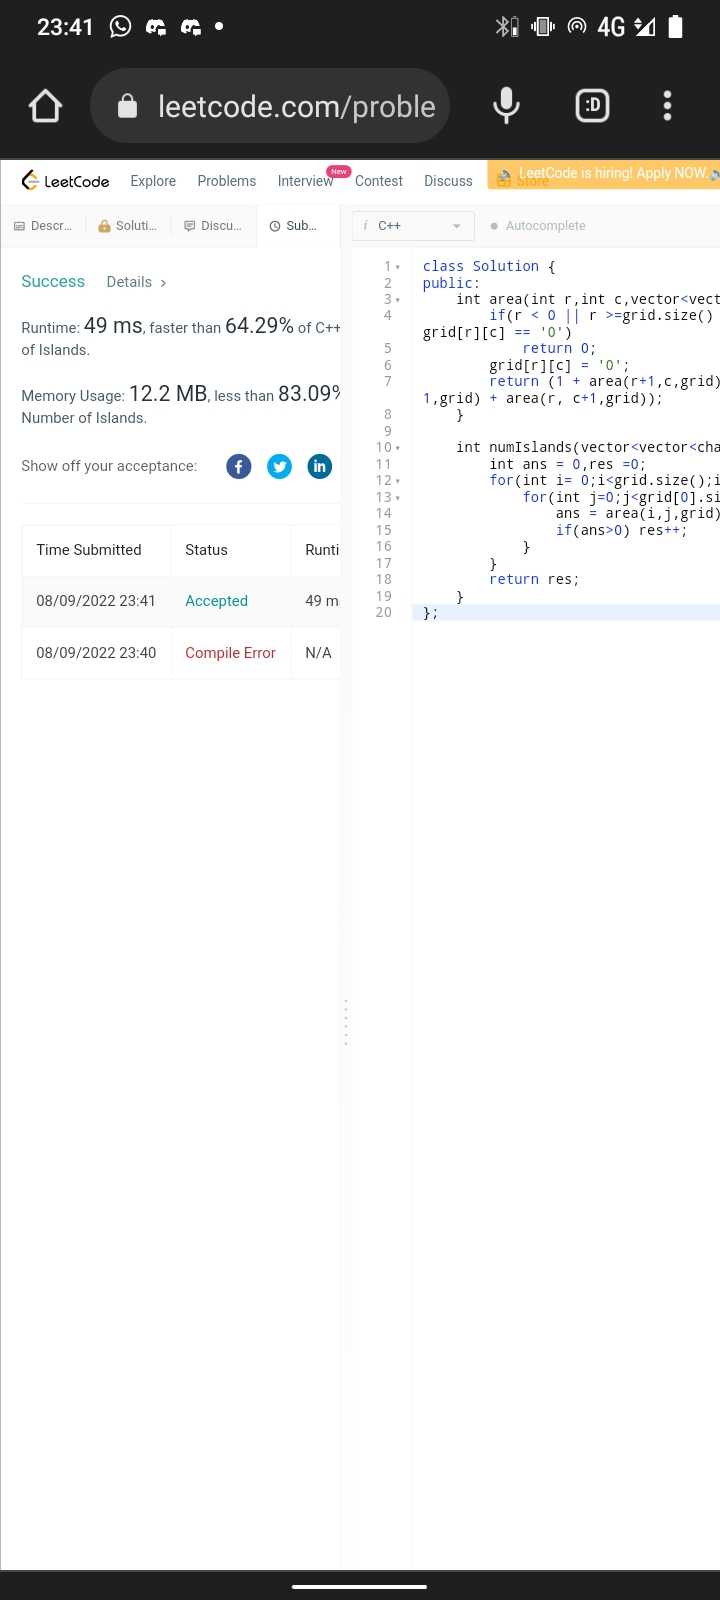 23:41
4G
leetcode.com/proble
:D
LeetCode
Explore
Problems
Interview
New
Contest
Discuss
Store
LeetCode is hiring! Apply NOW.
Descr...
Soluti...
Discu...
Sub...
i C++
Autocomplete
Success
Details >
Runtime: 49 ms, faster than 64.29% of C++
of Islands.
Memory Usage: 12.2 MB, less than 83.09%
Number of Islands.
Show off your acceptance:
Time Submitted Status Runti
08/09/2022 23:41 Accepted 49 m
08/09/2022 23:40 Compile Error N/A
1 class Solution {
2 public:
3 int area(int r,int c,vector<vect
4 if(r < 0 || r >=grid.size()
grid[r][c] == '0')
5 return 0;
6 grid[r][c] = '0';
7 return (1 + area(r+1,c,grid)
1,grid) + area(r, c+1,grid));
8 }
9
10 int numIslands(vector<vector<cha
11 int ans = 0,res =0;
12 for(int i= 0;i<grid.size();i
13 for(int j=0;j<grid[0].si
14 ans = area(i,j,grid)
15 if(ans>0) res++;
16 }
17 }
18 return res;
19 }
20 };